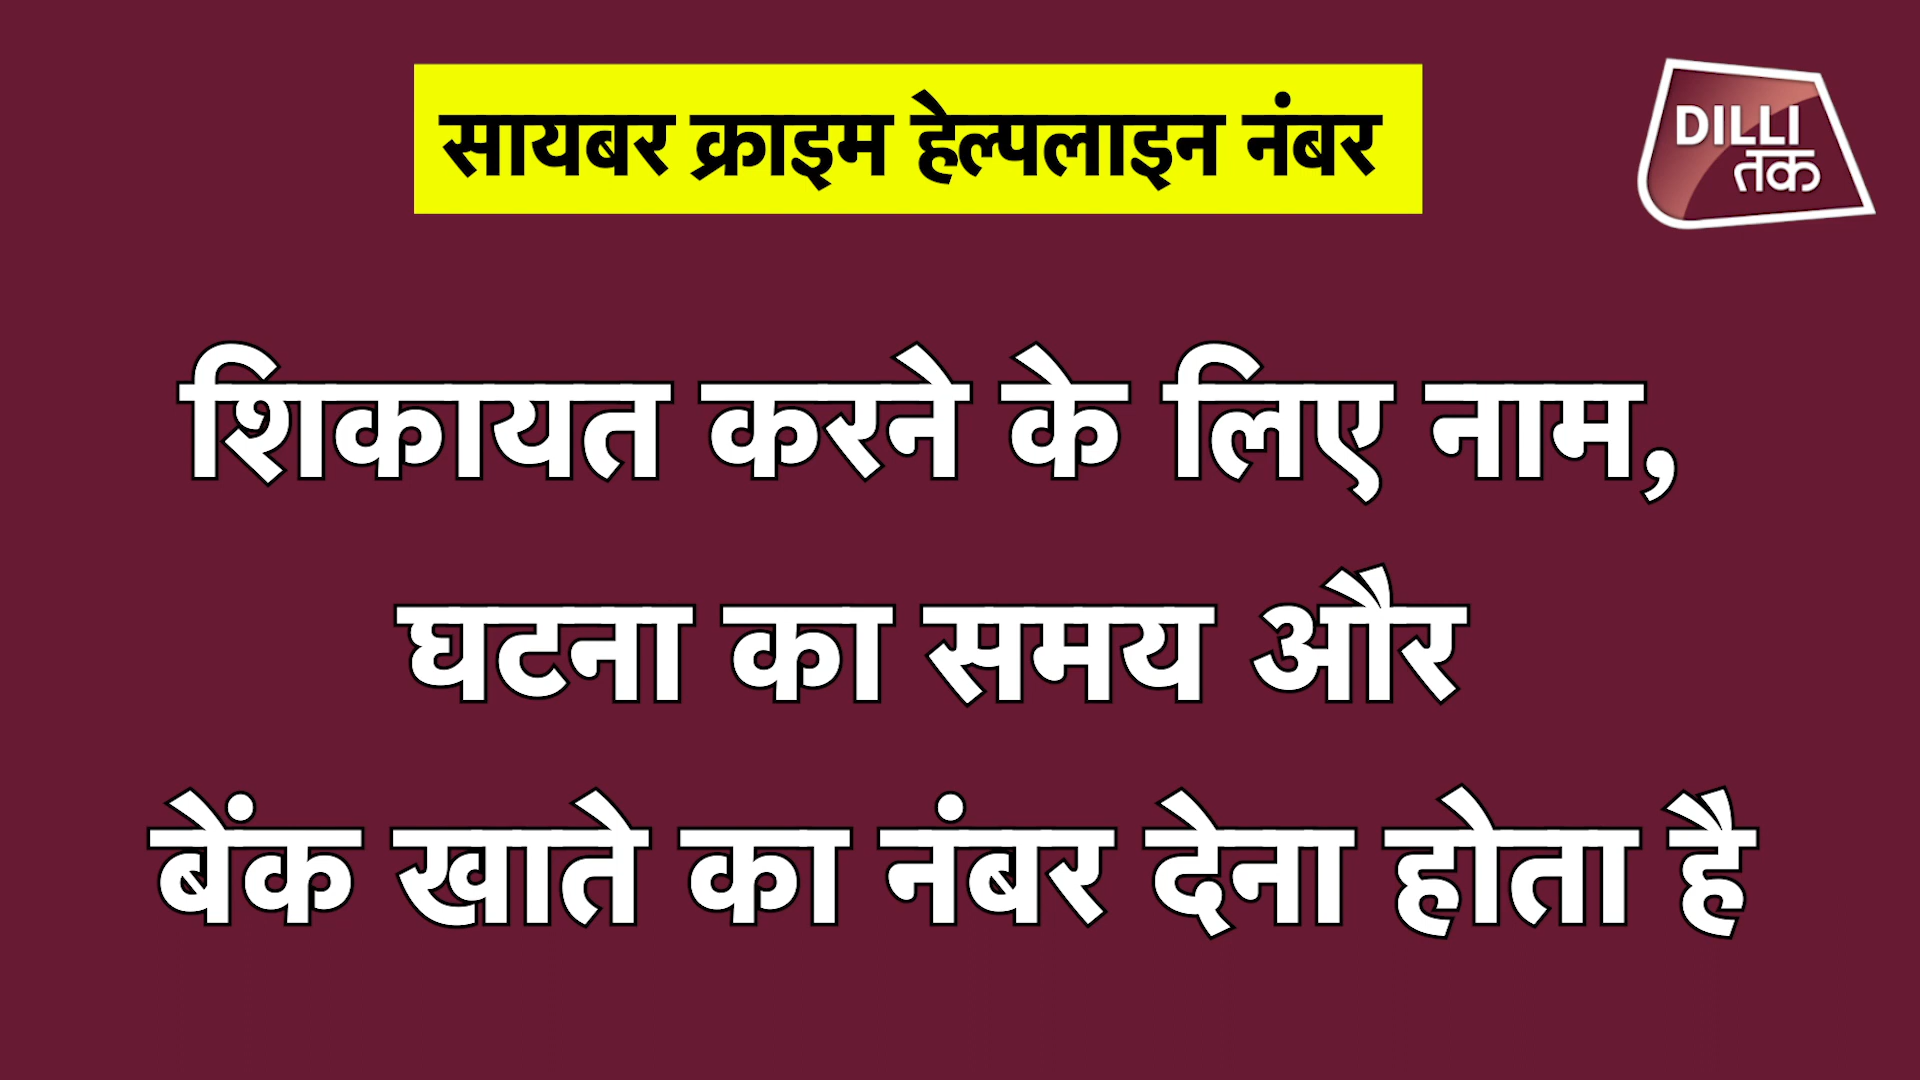 सायबर क्राइम हेल्पलाइन नंबर
DILLI
तक
शिकायत करने के लिए नाम,
घटना का समय और
बेंक खाते का नंबर देना होता है